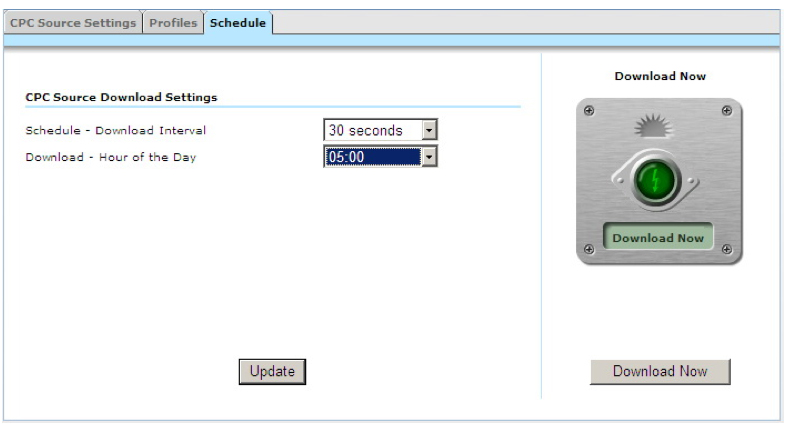 CPC Source Settings Profiles Schedule
CPC Source Download Settings
Schedule - Download Interval 30 seconds
Download - Hour of the Day 05:00
Update
Download Now
Download Now
Download Now